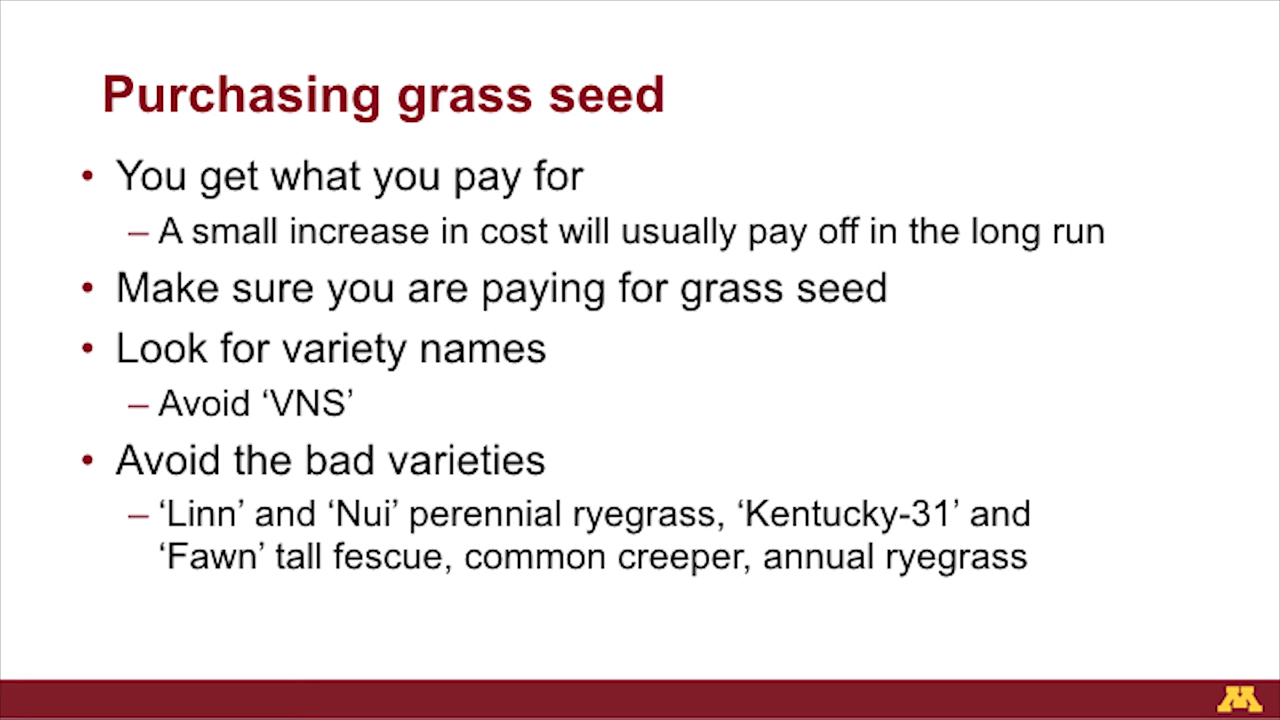 Purchasing grass seed
• You get what you pay for
– A small increase in cost will usually pay off in the long run
• Make sure you are paying for grass seed
• Look for variety names
– Avoid ‘VNS’
• Avoid the bad varieties
– ‘Linn’ and ‘Nui’ perennial ryegrass, ‘Kentucky-31’ and
‘Fawn’ tall fescue, common creeper, annual ryegrass
M